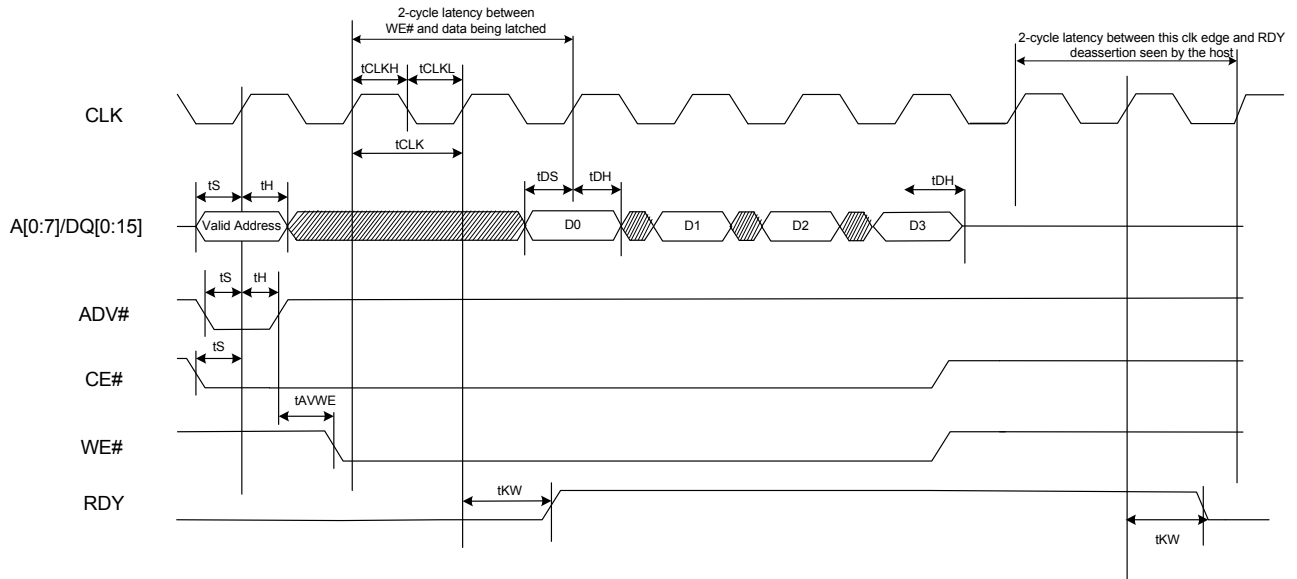 2-cycle latency between
WE# and data being latched
2-cycle latency between this clk edge and RDY
deassertion seen by the host
tCLKH
tCLKL
CLK
tCLK
tS
tH
tDS
tDH
tDH
A[0:7]/DQ[0:15]
Valid Address
D0
D1
D2
D3
tS
tH
ADV#
tS
CE#
tAVWE
WE#
tKW
RDY
tKW